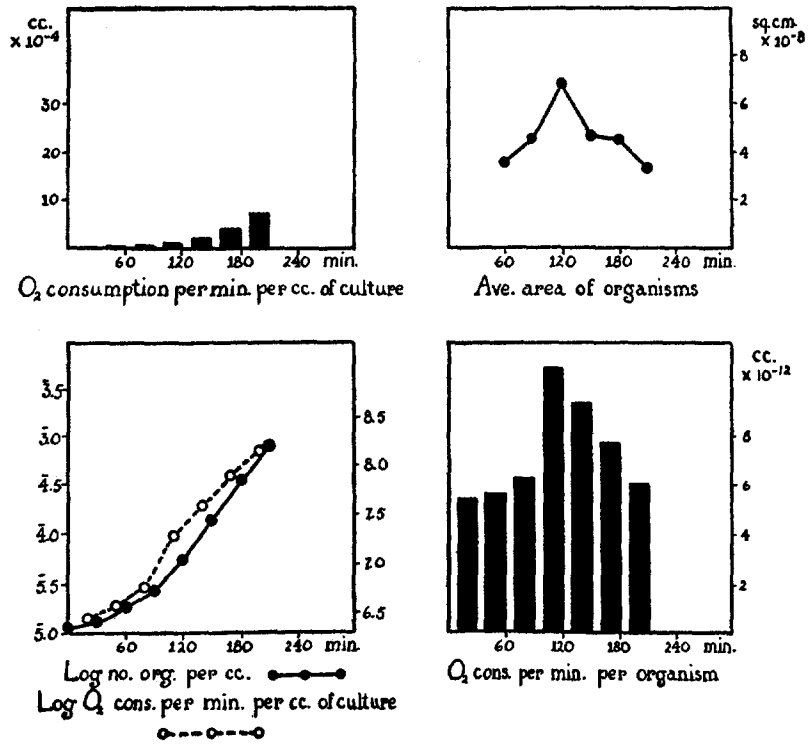 cc.
× 10⁻⁴
30
20
10
60 120 180 240 min.
O₂ consumption per min. per cc. of culture
sq.cm.
× 10⁻⁸
8
6
4
2
60 120 180 240 min.
Ave. area of organisms
3̄.5
3̄.0
4̄.5
4̄.0
5̄.5
5̄.0
8.5
8.0
7.5
7.0
6.5
60 120 180 240 min.
Log no. org. per cc.
Log O₂ cons. per min. per cc. of culture
cc.
× 10⁻¹²
8
6
4
2
60 120 180 240 min.
O₂ cons. per min. per organism